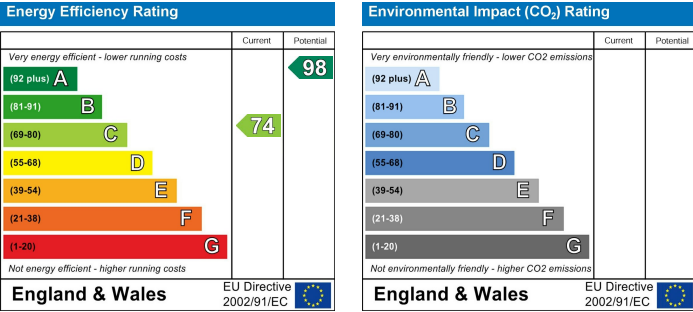 Energy Efficiency Rating
Current Potential
Very energy efficient - lower running costs
(92 plus) A
98
(81-91) B
(69-80) C
74
(55-68) D
(39-54) E
(21-38) F
(1-20) G
Not energy efficient - higher running costs
England & Wales
EU Directive
2002/91/EC
Environmental Impact (CO₂) Rating
Current Potential
Very environmentally friendly - lower CO2 emissions
(92 plus) A
(81-91) B
(69-80) C
(55-68) D
(39-54) E
(21-38) F
(1-20) G
Not environmentally friendly - higher CO2 emissions
England & Wales
EU Directive
2002/91/EC